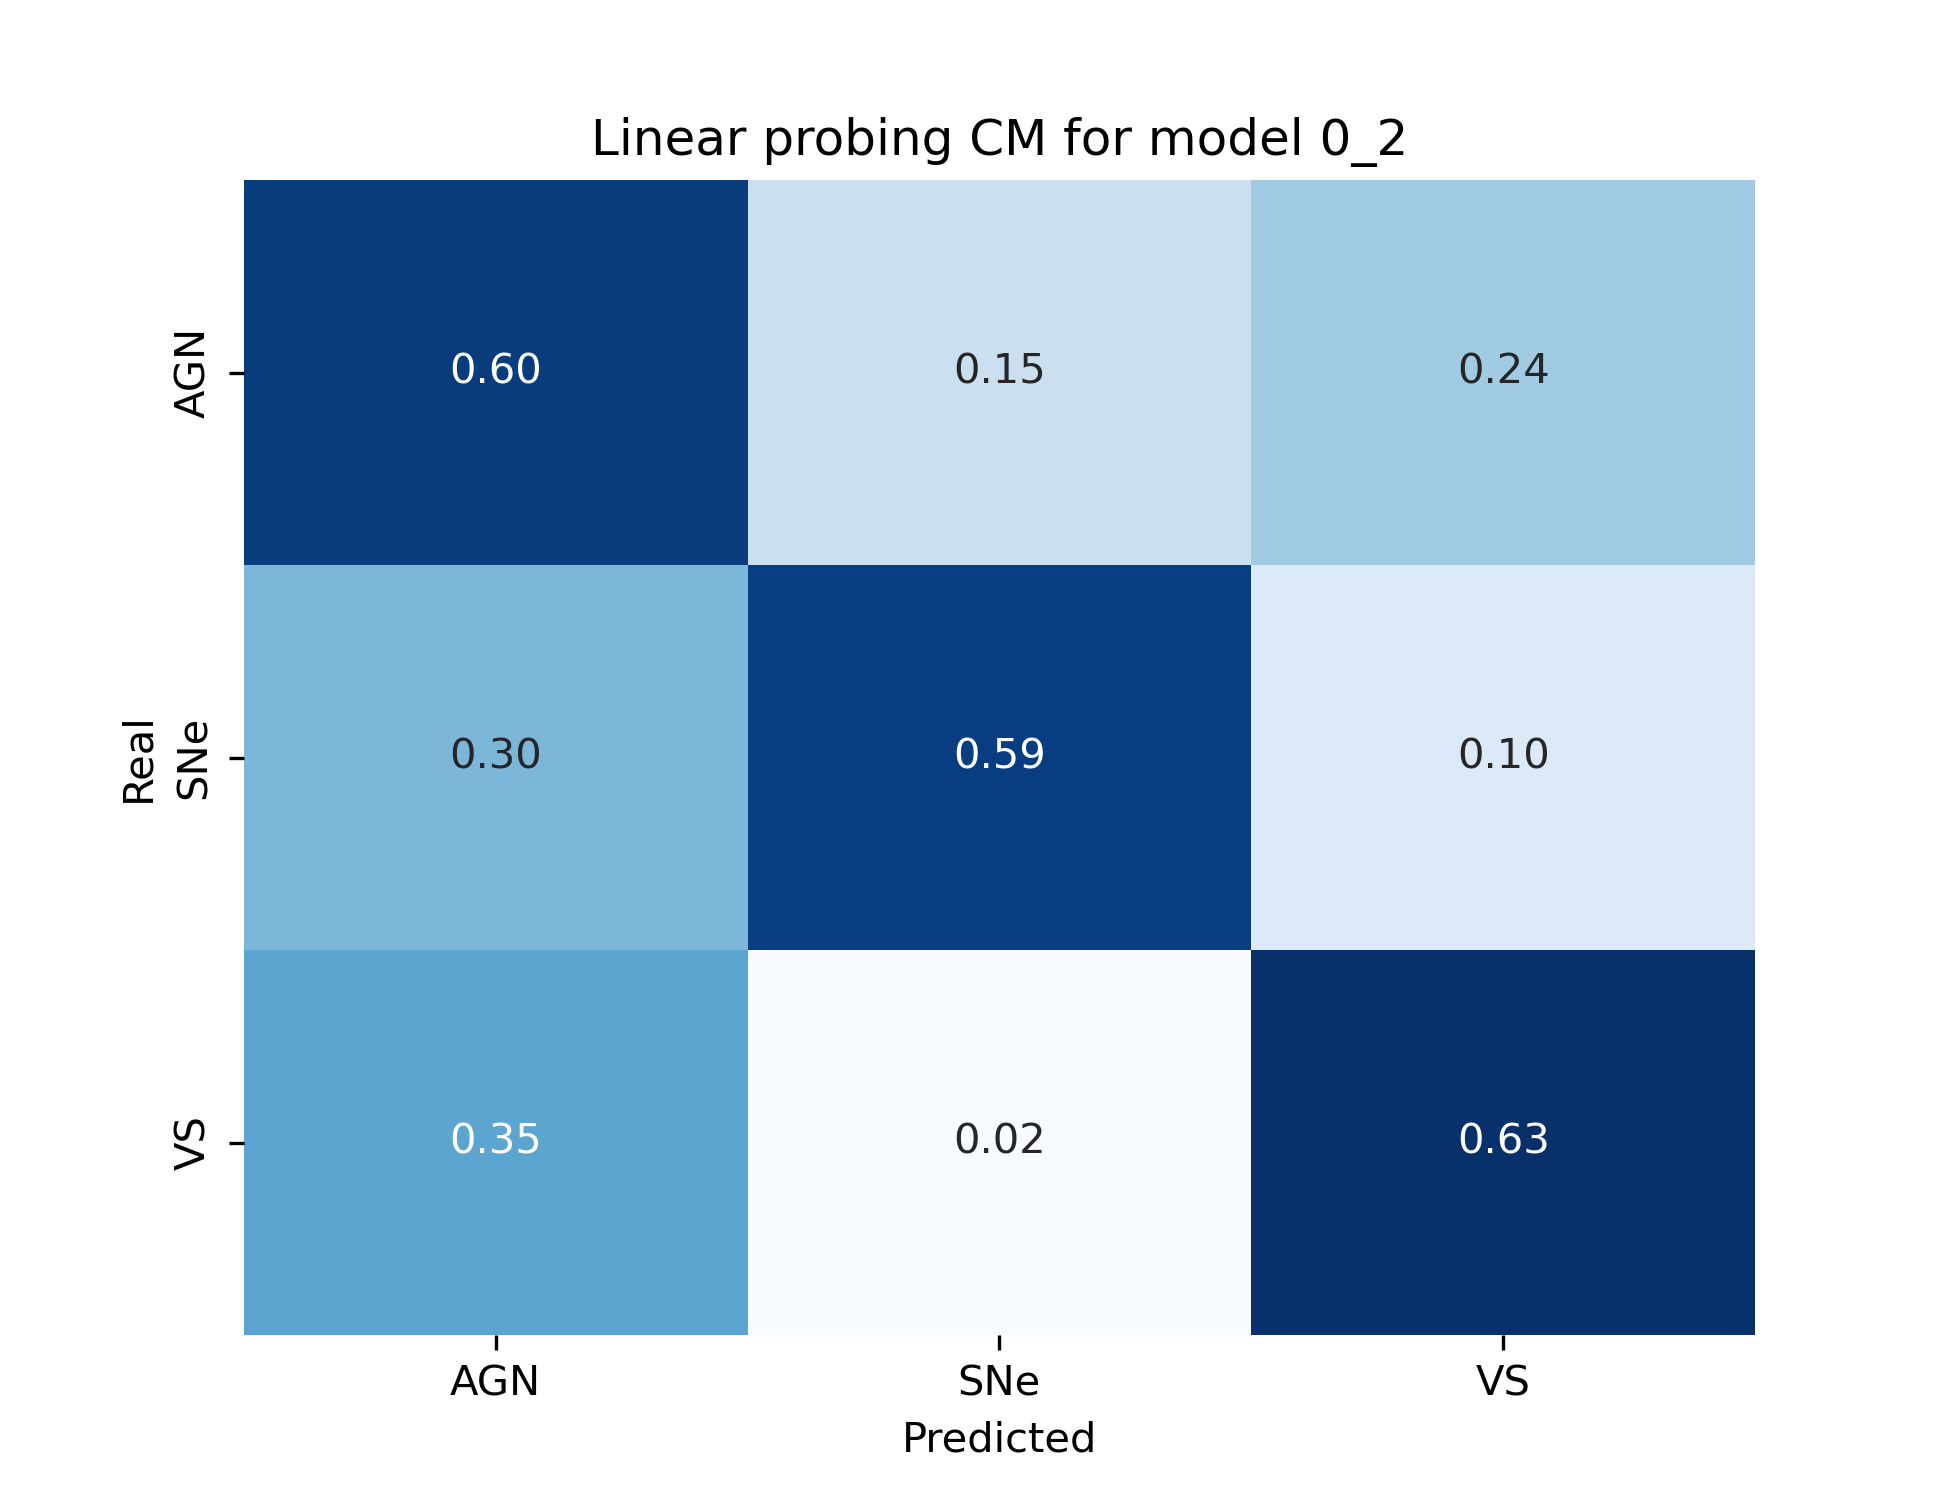 Linear probing CM for model 0_2
AGN
0.60
0.15
0.24
Real
SNe
0.30
0.59
0.10
VS
0.35
0.02
0.63
AGN
SNe
VS
Predicted